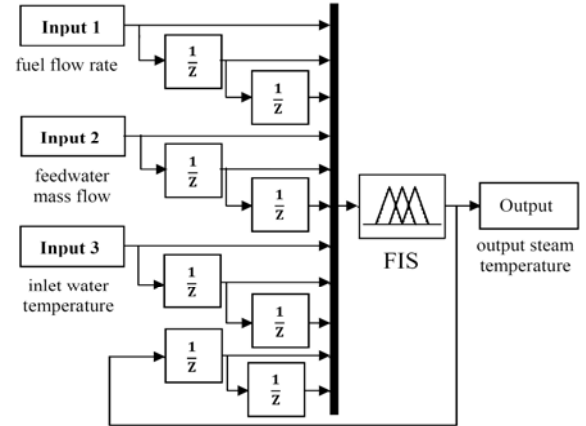 Input 1
fuel flow rate
1
Z
1
Z
Input 2
feedwater
mass flow
1
Z
1
Z
Input 3
inlet water
temperature
1
Z
1
Z
1
Z
1
Z
FIS
Output
output steam
temperature